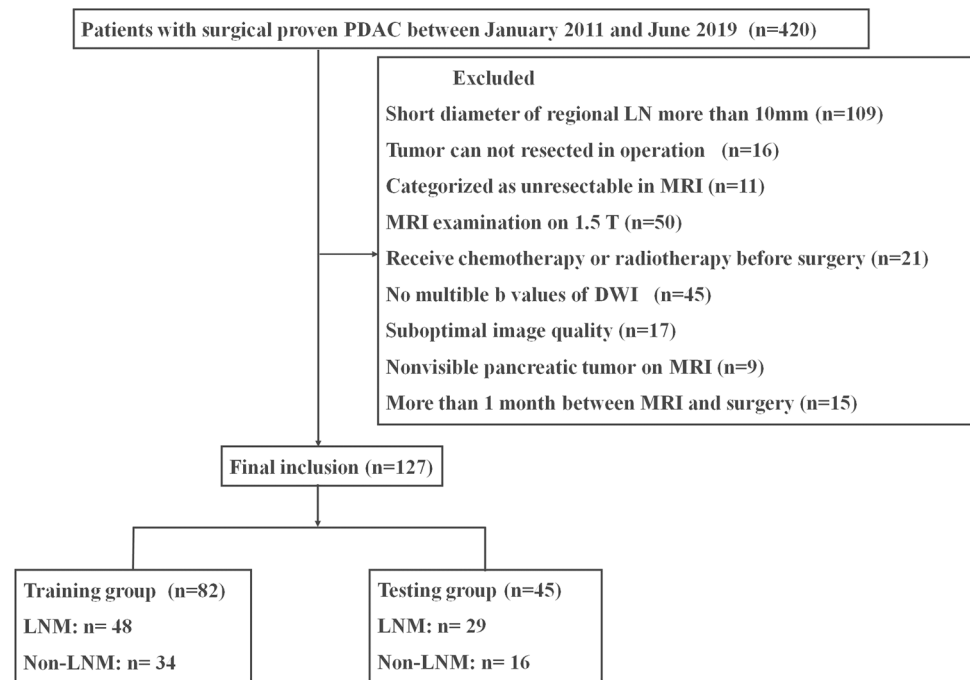 Patients with surgical proven PDAC between January 2011 and June 2019 (n=420)
Excluded
Short diameter of regional LN more than 10mm (n=109)
Tumor can not resected in operation (n=16)
Categorized as unresectable in MRI (n=11)
MRI examination on 1.5 T (n=50)
Receive chemotherapy or radiotherapy before surgery (n=21)
No multible b values of DWI (n=45)
Suboptimal image quality (n=17)
Nonvisible pancreatic tumor on MRI (n=9)
More than 1 month between MRI and surgery (n=15)
Final inclusion (n=127)
Training group (n=82)
LNM: n= 48
Non-LNM: n= 34
Testing group (n=45)
LNM: n= 29
Non-LNM: n= 16